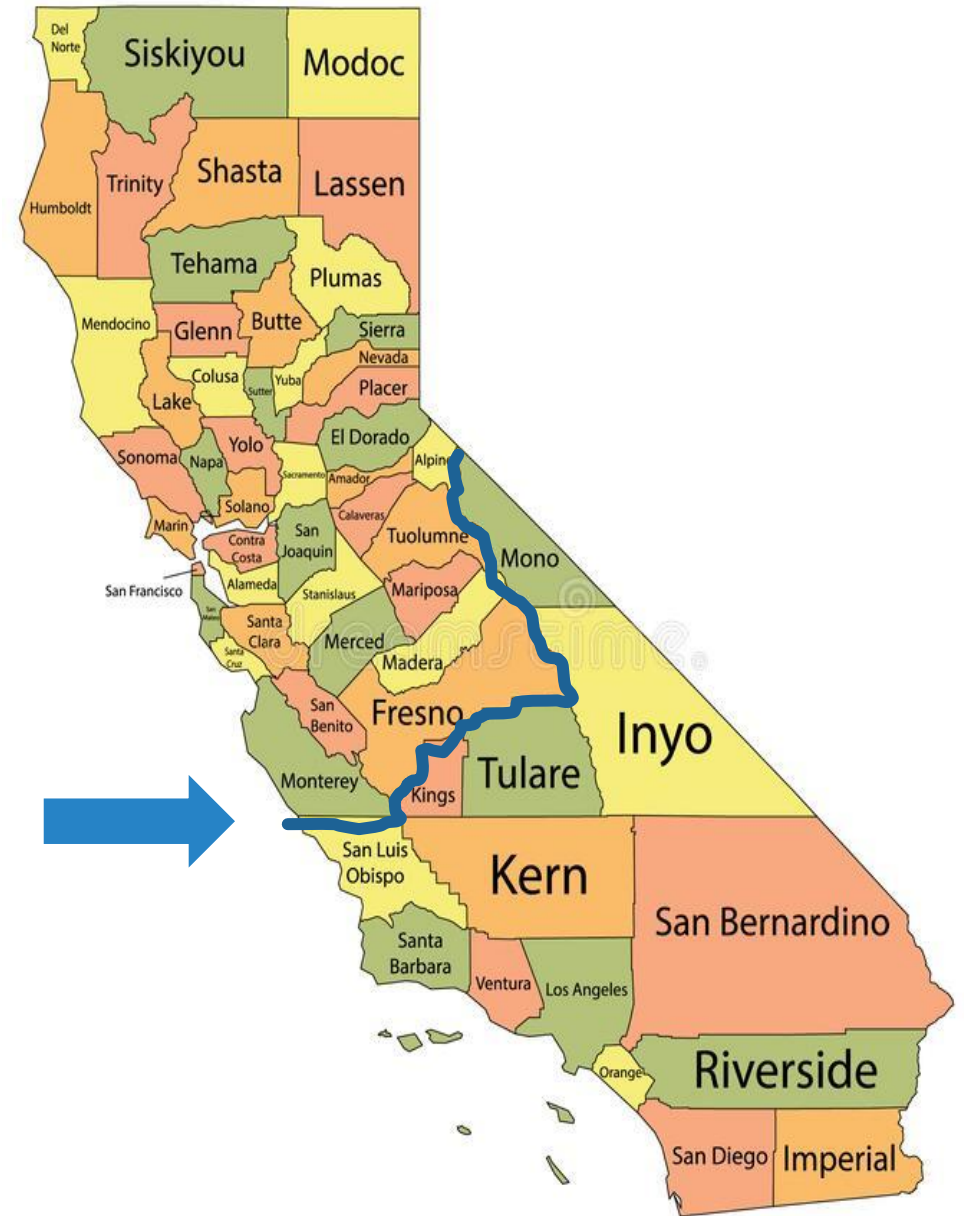 Del
Norte
Siskiyou
Modoc
Humboldt
Trinity
Shasta
Lassen
Tehama
Plumas
Mendocino
Glenn
Butte
Sierra
Nevada
Colusa
Sutter
Yuba
Placer
Lake
Sonoma
Napa
Yolo
El Dorado
Sacramento
Amador
Alpin
Marin
Solano
Calaveras
Tuolumne
Contra
Costa
San
Joaquin
Mono
San Francisco
Alameda
Stanislaus
Mariposa
San
Mateo
Santa
Clara
Santa
Cruz
Merced
Madera
San
Benito
Fresno
Inyo
Monterey
Kings
Tulare
San Luis
Obispo
Kern
San Bernardino
Santa
Barbara
Ventura
Los Angeles
Orange
Riverside
San Diego
Imperial